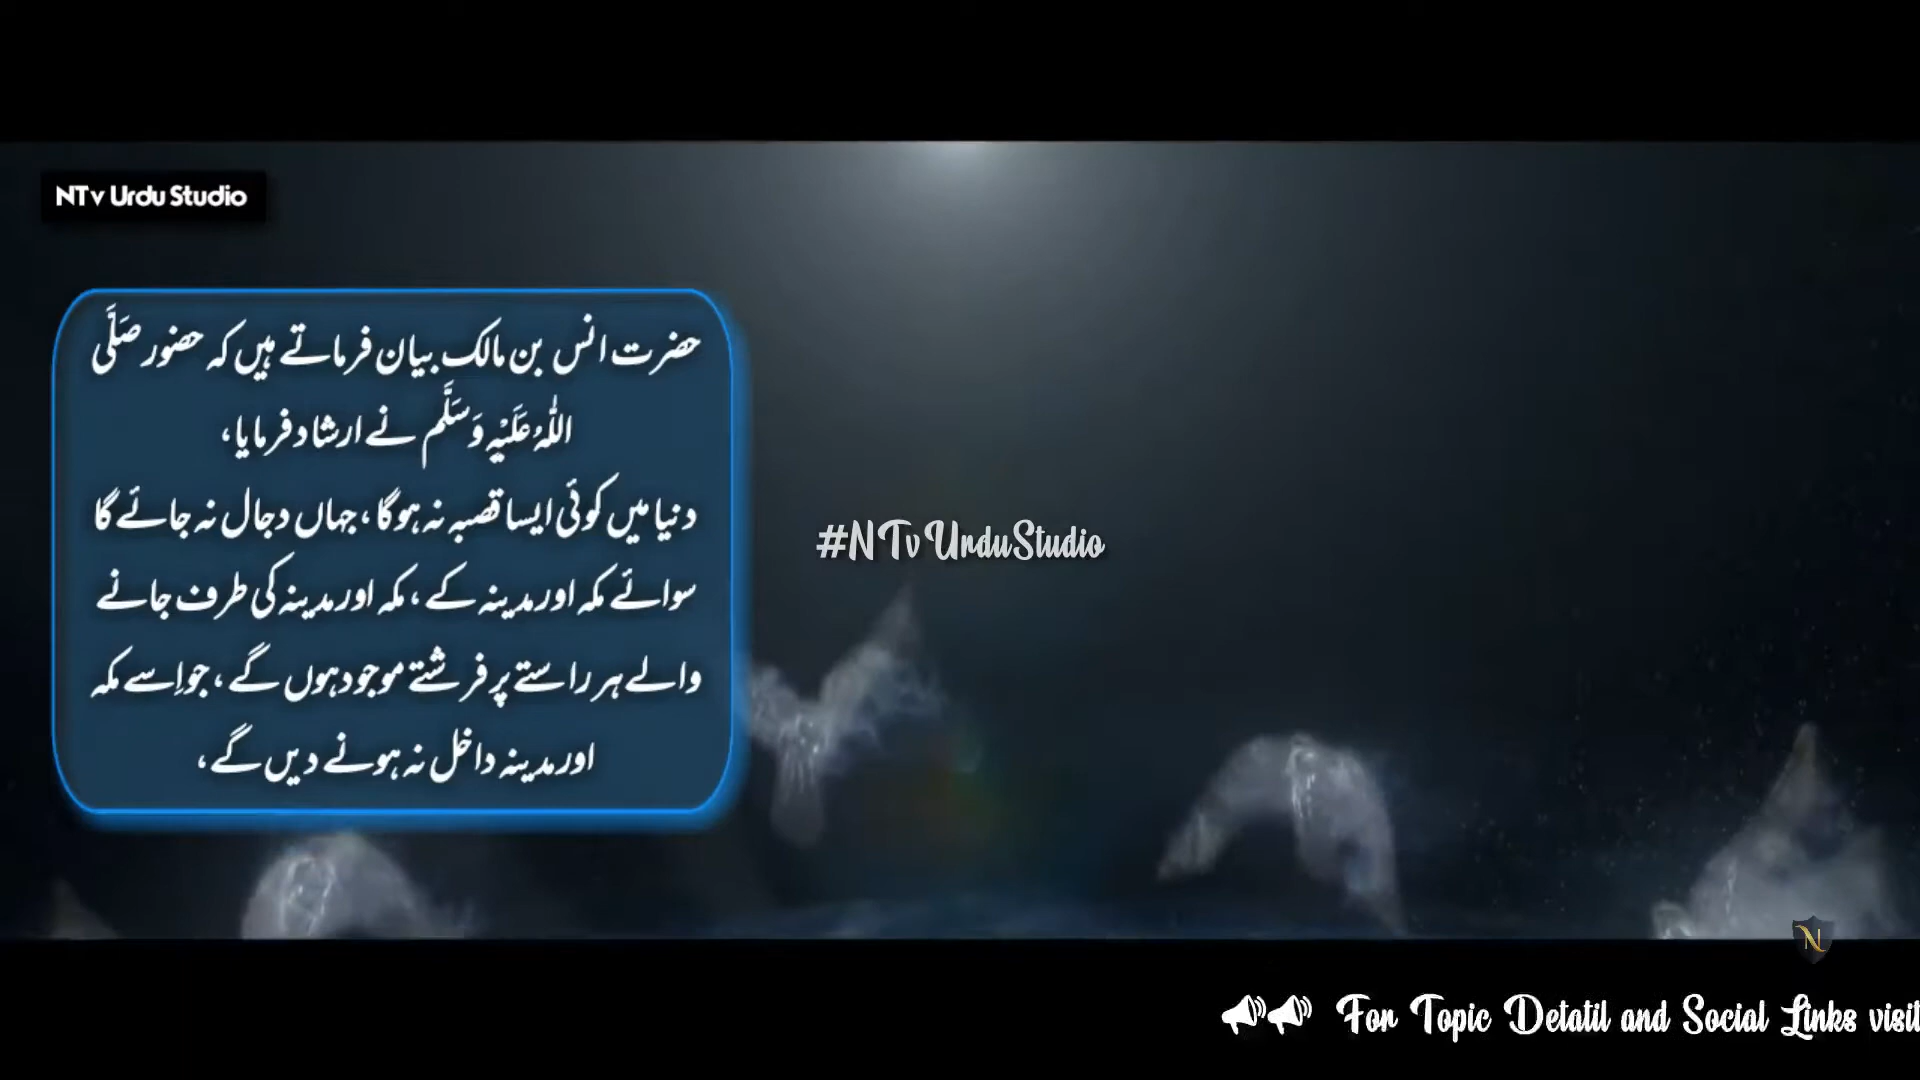 NTv Urdu Studio
حضرت انس بن مالک بیان فرماتے ہیں کہ حضور صَلَّی
اللہُ عَلَیْہِ وَسَلَّم نے ارشاد فرمایا،
دنیا میں کوئی ایسا قصبہ نہ ہوگا، جہاں دجال نہ جائے گا
سوائے مکہ اور مدینہ کے، مکہ اور مدینہ کی طرف جانے
والے ہر راستے پر فرشتے موجود ہوں گے، جو اِسے مکہ
اور مدینہ داخل نہ ہونے دیں گے،
#NTvUrduStudio
N
For Topic Detatil and Social Links visit